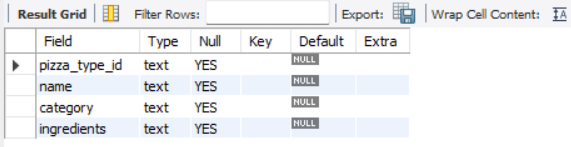 Result Grid Filter Rows: Export: Wrap Cell Content: IA
Field Type Null Key Default Extra
pizza_type_id text YES NULL
name text YES NULL
category text YES NULL
ingredients text YES NULL